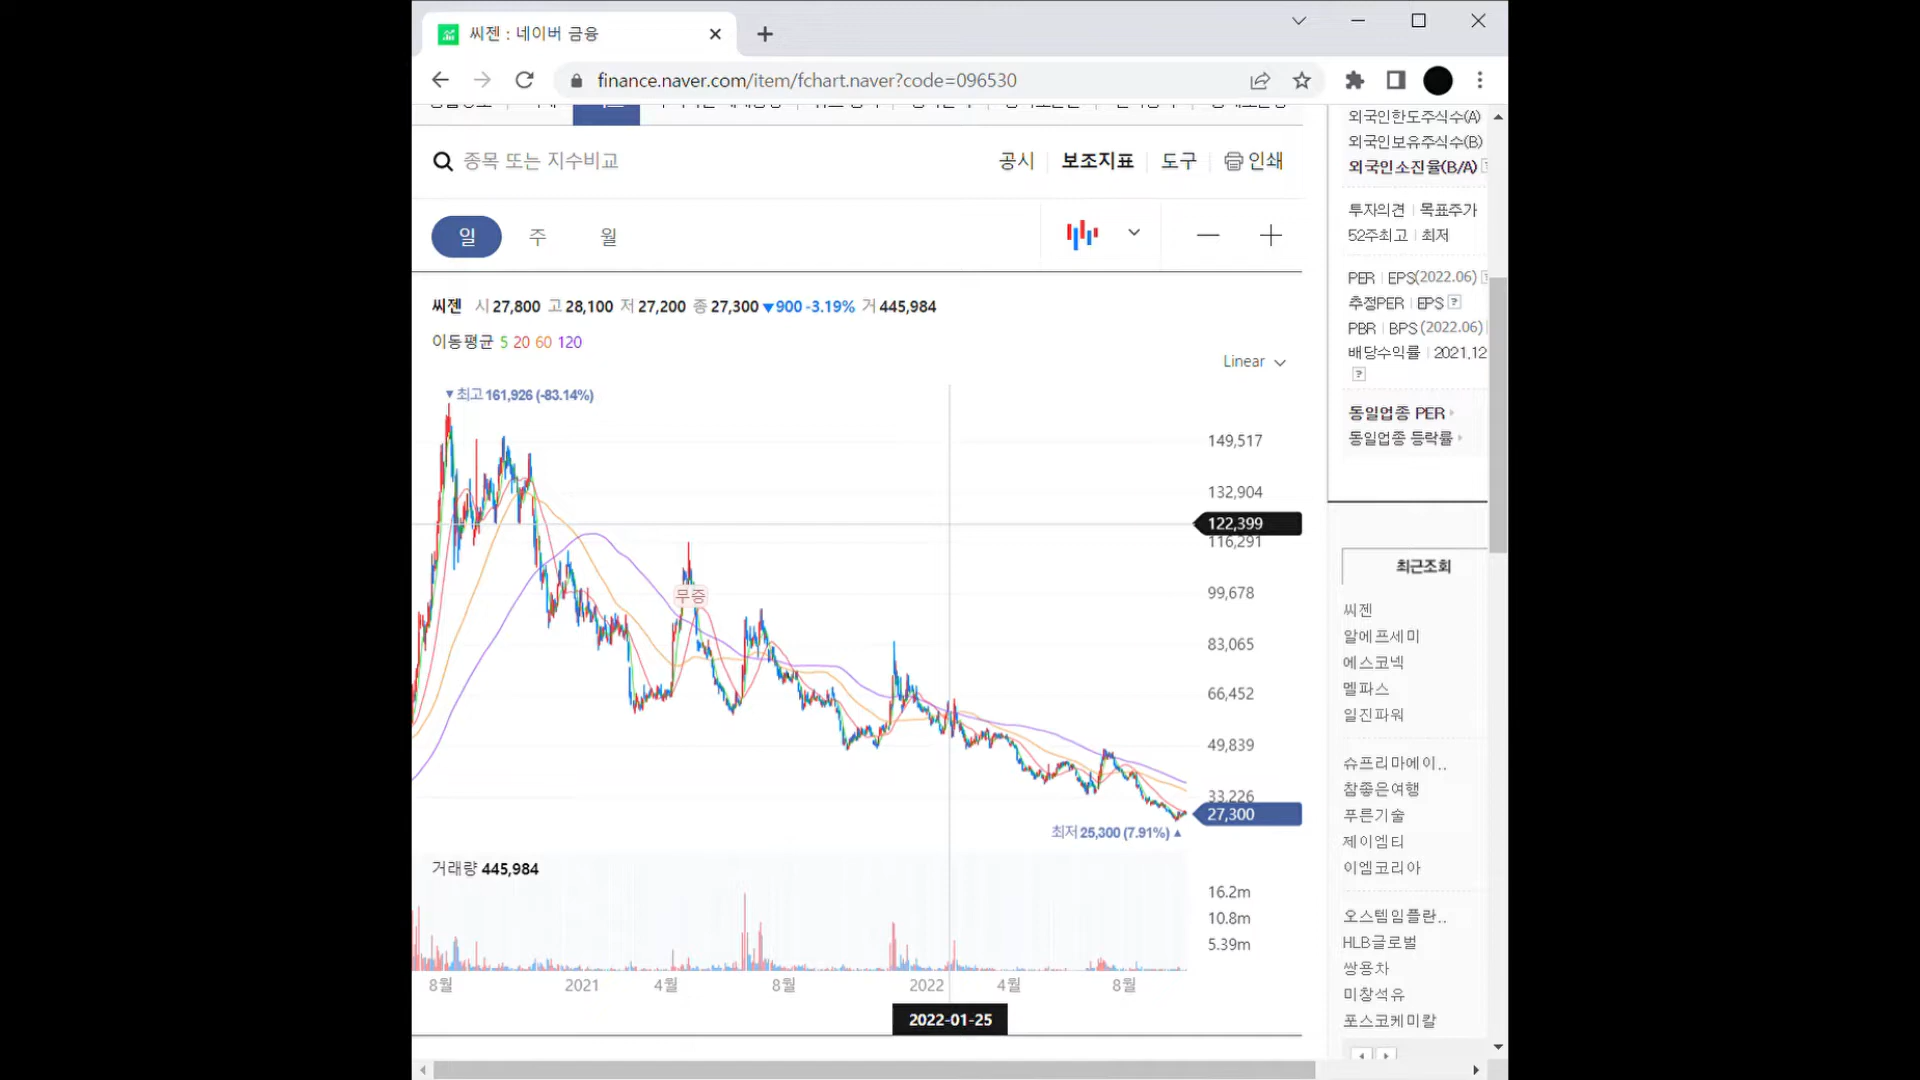 씨젠 : 네이버 금융
finance.naver.com/item/fchart.naver?code=096530
종목 또는 지수비교
공시 보조지표 도구 인쇄
일 주 월
씨젠 시 27,800 고 28,100 저 27,200 종 27,300 ▼900 -3.19% 거 445,984
이동평균 5 20 60 120
Linear
▼최고 161,926 (-83.14%)
149,517
132,904
122,399
116,291
무증
99,678
83,065
66,452
49,839
33,226
27,300
최저 25,300 (7.91%) ▲
거래량 445,984
16.2m
10.8m
5.39m
8월 2021 4월 8월 2022 4월 8월
2022-01-25
외국인한도주식수(A)
외국인보유주식수(B)
외국인소진율(B/A) ?
투자의견 | 목표주가
52주최고 | 최저
PER | EPS(2022.06) ?
추정PER | EPS ?
PBR | BPS (2022.06)
배당수익률 | 2021.12
?
동일업종 PER
동일업종 등락률
최근조회
씨젠
알에프세미
에스코넥
멜파스
일진파워
슈프리마에이..
참좋은여행
푸른기술
제이엠티
이엠코리아
오스템임플란..
HLB글로벌
쌍용차
미창석유
포스코케미칼